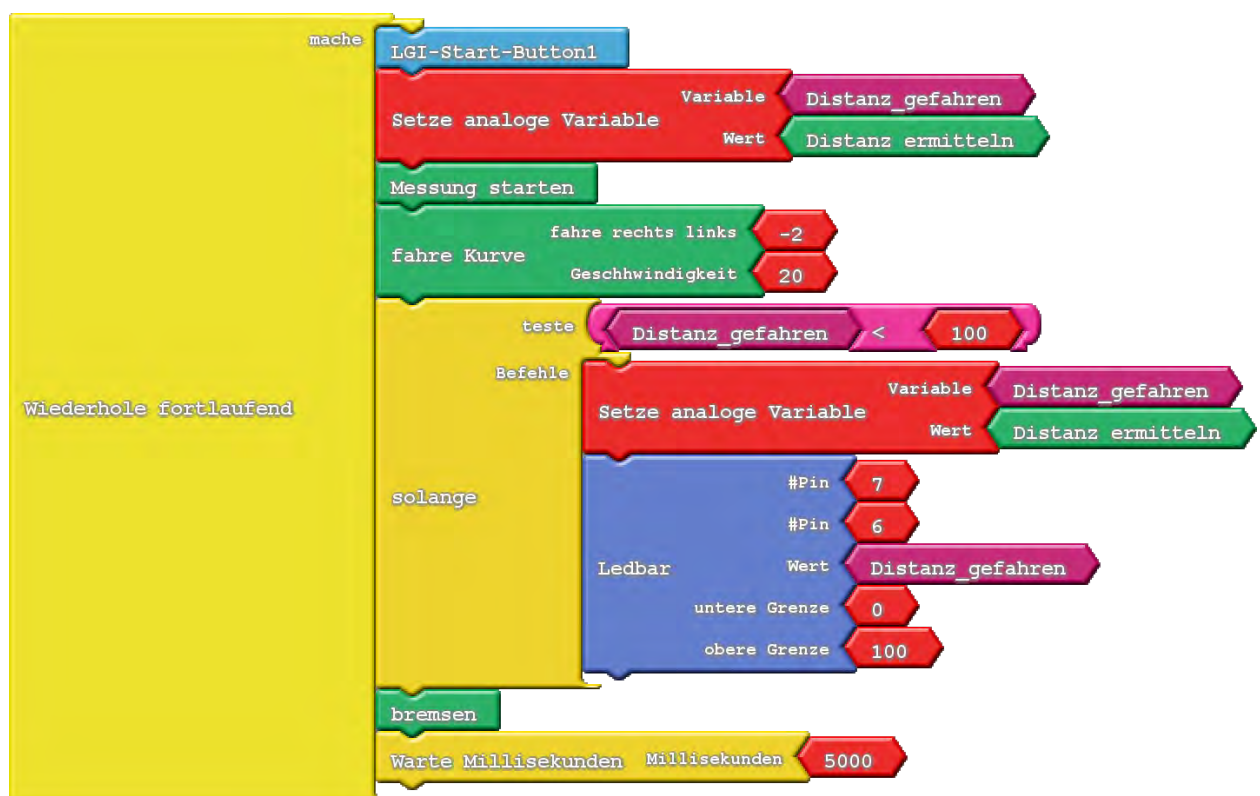 mache
LGI-Start-Button1
Variable Distanz_gefahren
Setze analoge Variable
Wert Distanz ermitteln
Messung starten
fahre rechts links -2
fahre Kurve
Geschhwindigkeit 20
teste Distanz_gefahren < 100
Befehle
Variable Distanz_gefahren
Wiederhole fortlaufend
Setze analoge Variable
Wert Distanz ermitteln
#Pin 7
solange
#Pin 6
Ledbar Wert Distanz_gefahren
untere Grenze 0
obere Grenze 100
bremsen
Warte Millisekunden Millisekunden 5000